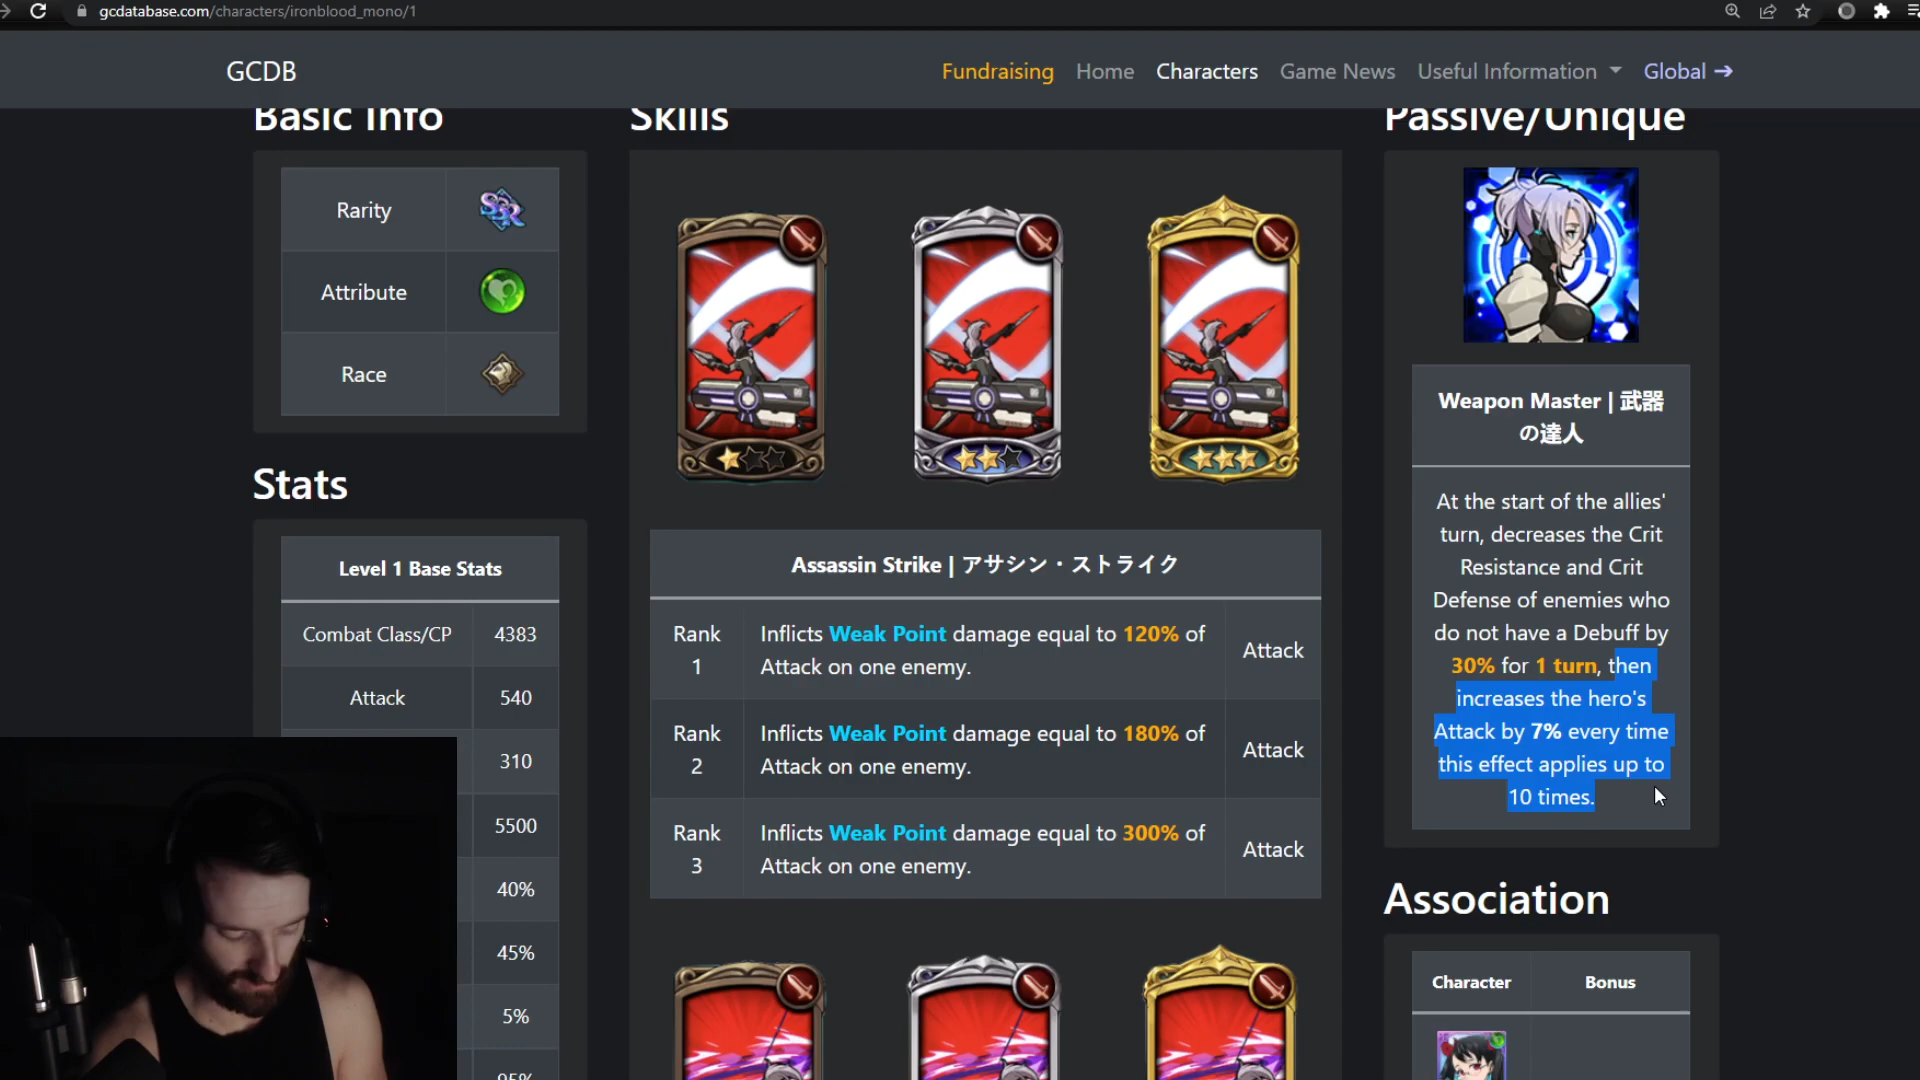 gcdatabase.com/characters/ironblood_mono/1
GCDB
Fundraising
Home
Characters
Game News
Useful Information
Global →
Basic Info
Rarity
SSR
Attribute
Race
Stats
Level 1 Base Stats
Combat Class/CP 4383
Attack 540
310
5500
40%
45%
5%
95%
Skills
Assassin Strike | アサシン・ストライク
Rank 1
Inflicts Weak Point damage equal to 120% of
Attack on one enemy.
Attack
Rank 2
Inflicts Weak Point damage equal to 180% of
Attack on one enemy.
Attack
Rank 3
Inflicts Weak Point damage equal to 300% of
Attack on one enemy.
Attack
Passive/Unique
Weapon Master | 武器
の達人
At the start of the allies'
turn, decreases the Crit
Resistance and Crit
Defense of enemies who
do not have a Debuff by
30% for 1 turn, then
increases the hero's
Attack by 7% every time
this effect applies up to
10 times.
Association
Character Bonus